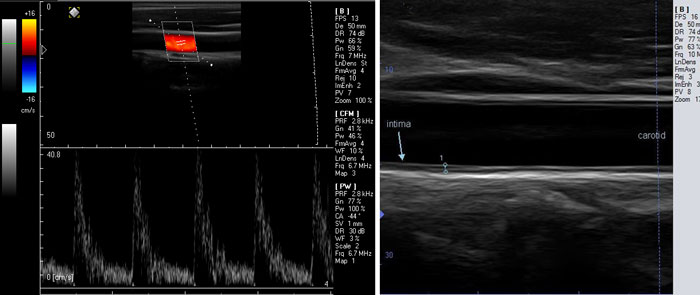 0
+16
-16
cm/s
50
[ B ]
FPS 13
De 50 mm
DR 74 dB
Pw 66 %
Gn 59 %
Frq 7 MHz
LnDens St
FrmAvg 4
Rej 10
ImEnh 2
PV 7
Zoom 100 %
[ CFM ]
PRF 2.8 kHz
Gn 41 %
Pw 46 %
FrmAvg 4
WF 10 %
LnDens 4
Frq 6.7 MHz
Map 3
[ PW ]
PRF 2.8 kHz
Gn 77 %
Pw 100 %
CA -44°
SV 1 mm
DR 30 dB
WF 3 %
Scale 2
Frq 6.7 MHz
Map 1
40.8
0 [cm/s]
4
10
intima
1
carotid
30
[ B ]
FPS 16
De 50 m
DR 74 d
Pw 77 %
Gn 63 %
Frq 10 M
LnDens
FrmAvg
Rej 3
ImEnh
PV 8
Zoom 1